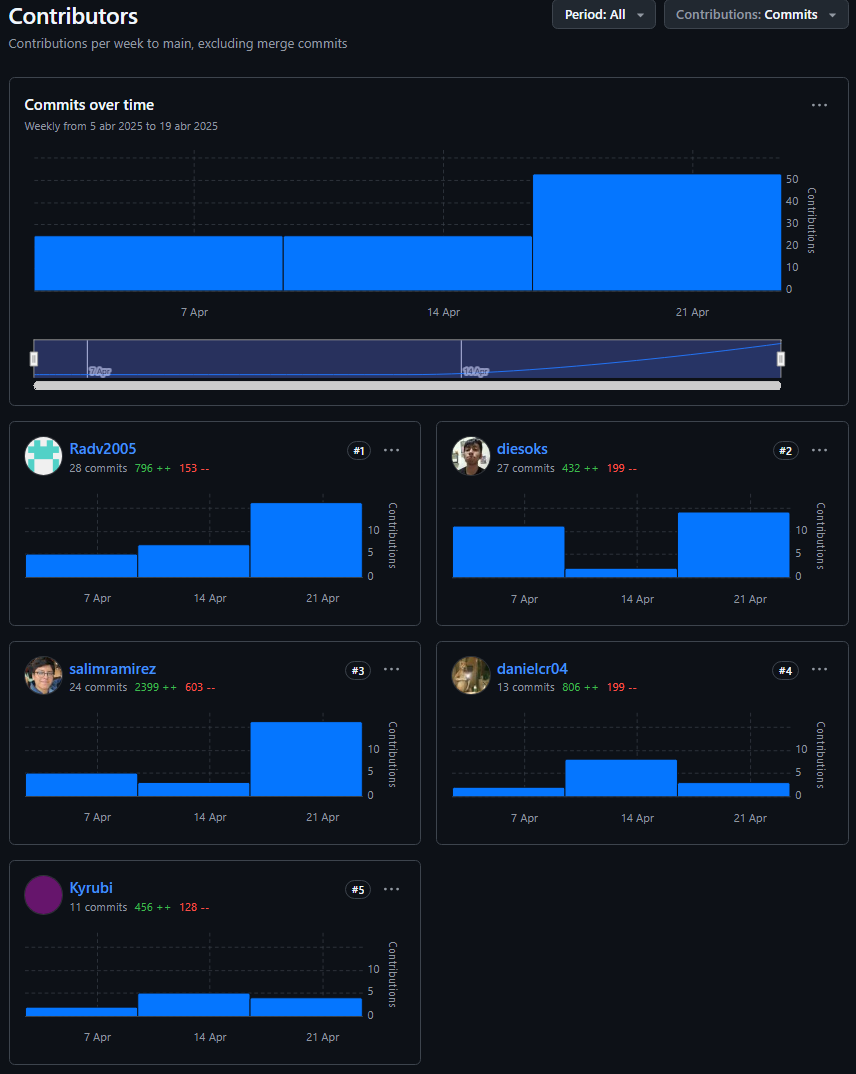 Contributors
Period: All
Contributions: Commits
Contributions per week to main, excluding merge commits
Commits over time
Weekly from 5 abr 2025 to 19 abr 2025
50
40
30
20
10
0
Contributions
7 Apr
14 Apr
21 Apr
7 Apr
14 Apr
Radv2005
#1
28 commits 796 ++ 153 --
10
5
0
Contributions
7 Apr
14 Apr
21 Apr
diesoks
#2
27 commits 432 ++ 199 --
10
5
0
Contributions
7 Apr
14 Apr
21 Apr
salimramirez
#3
24 commits 2399 ++ 603 --
10
5
0
Contributions
7 Apr
14 Apr
21 Apr
danielcr04
#4
13 commits 806 ++ 199 --
10
5
0
Contributions
7 Apr
14 Apr
21 Apr
Kyrubi
#5
11 commits 456 ++ 128 --
10
5
0
Contributions
7 Apr
14 Apr
21 Apr